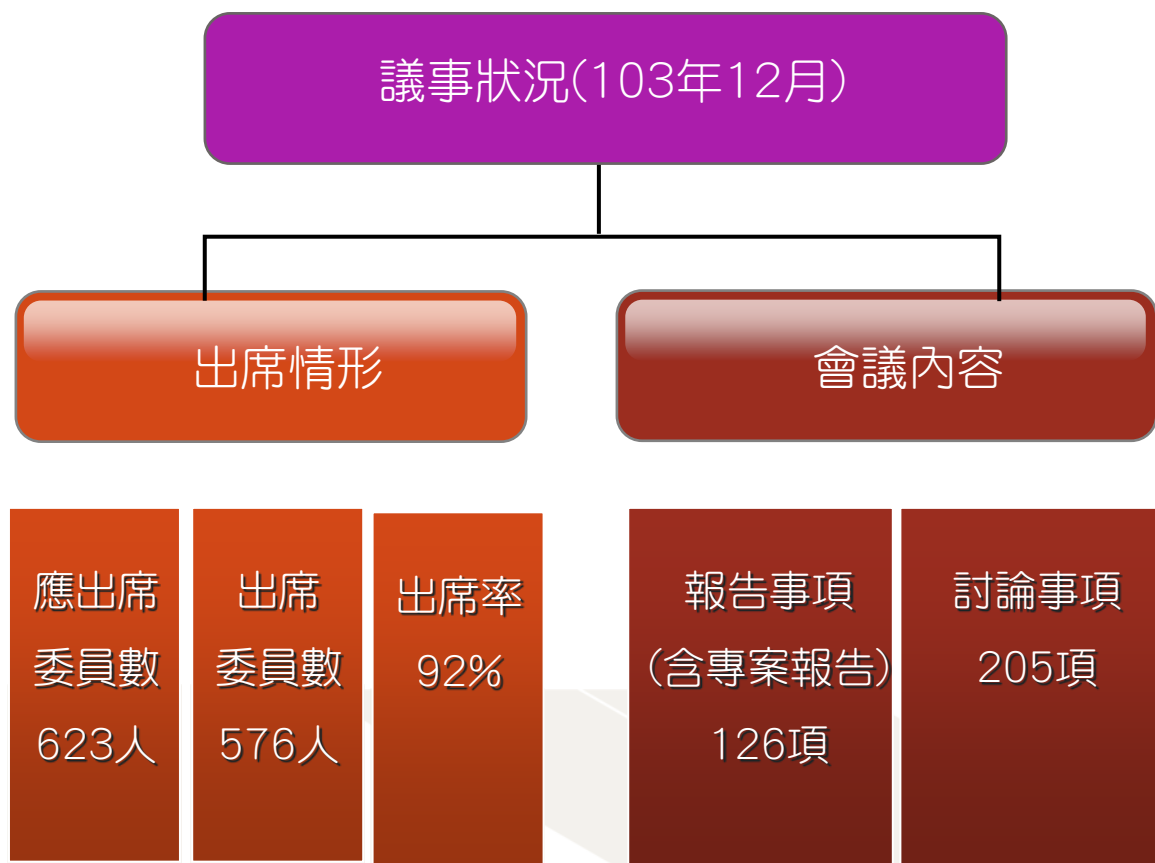 議事狀況(103年12月)
出席情形
會議內容
應出席
委員數
623人
出席
委員數
576人
出席率
92%
報告事項
(含專案報告)
126項
討論事項
205項